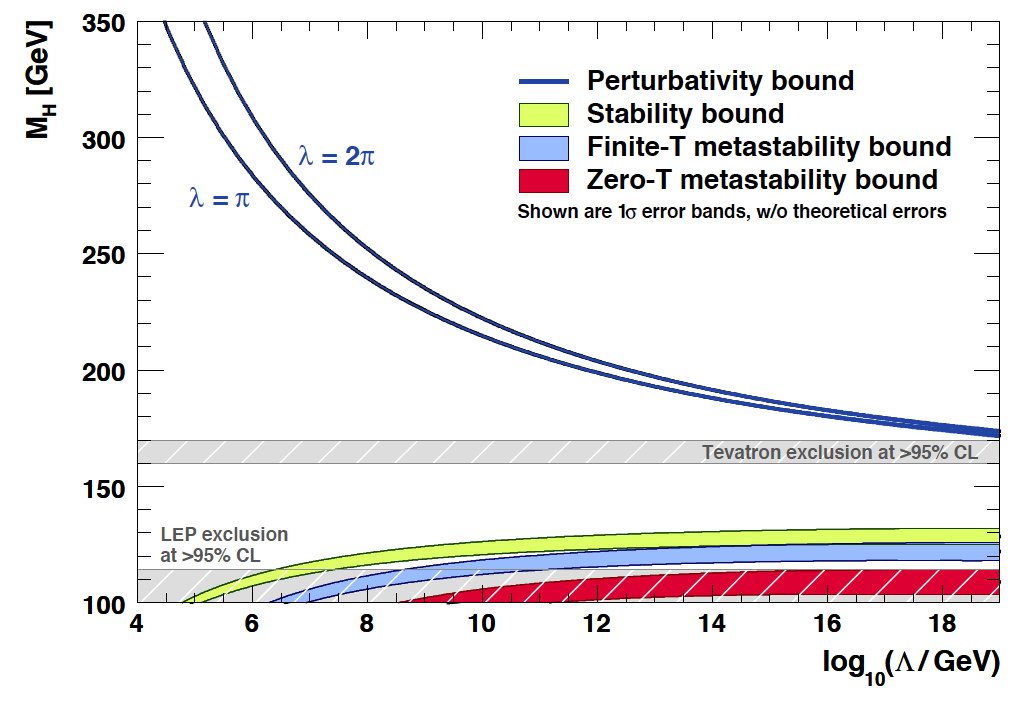 M_H [GeV]
350
300
250
200
150
100
Perturbativity bound
Stability bound
Finite-T metastability bound
Zero-T metastability bound
Shown are 1σ error bands, w/o theoretical errors
λ = 2π
λ = π
Tevatron exclusion at >95% CL
LEP exclusion
at >95% CL
4 6 8 10 12 14 16 18
log₁₀(Λ / GeV)